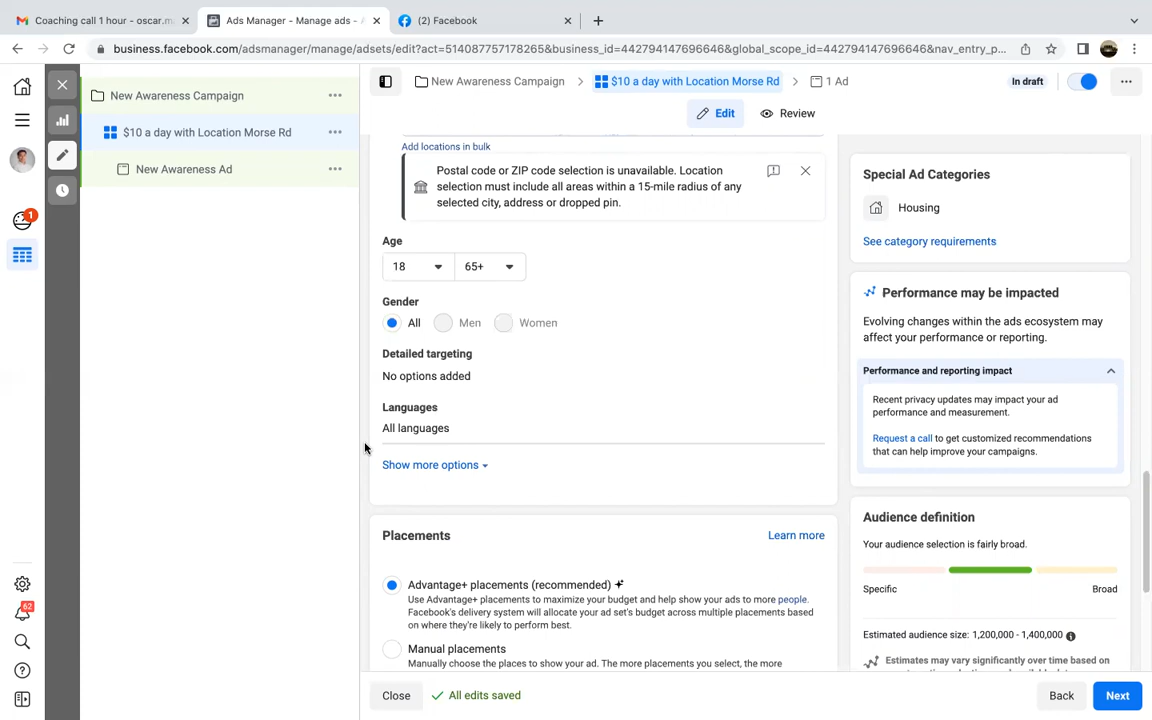 Coaching call 1 hour - oscar.m
Ads Manager - Manage ads - A
(2) Facebook
business.facebook.com/adsmanager/manage/adsets/edit?act=514087757178265&business_id=442794147696646&global_scope_id=442794147696646&nav_entry_p...
New Awareness Campaign
$10 a day with Location Morse Rd
New Awareness Ad
1
62
New Awareness Campaign
$10 a day with Location Morse Rd
1 Ad
In draft
Edit
Review
Add locations in bulk
Postal code or ZIP code selection is unavailable. Location
selection must include all areas within a 15-mile radius of any
selected city, address or dropped pin.
Age
18
65+
Gender
All
Men
Women
Detailed targeting
No options added
Languages
All languages
Show more options
Placements
Learn more
Advantage+ placements (recommended)
Use Advantage+ placements to maximize your budget and help show your ads to more people.
Facebook's delivery system will allocate your ad set's budget across multiple placements based
on where they're likely to perform best.
Manual placements
Manually choose the places to show your ad. The more placements you select, the more
Special Ad Categories
Housing
See category requirements
Performance may be impacted
Evolving changes within the ads ecosystem may
affect your performance or reporting.
Performance and reporting impact
Recent privacy updates may impact your ad
performance and measurement.
Request a call to get customized recommendations
that can help improve your campaigns.
Audience definition
Your audience selection is fairly broad.
Specific
Broad
Estimated audience size: 1,200,000 - 1,400,000
Estimates may vary significantly over time based on
Close
All edits saved
Back
Next